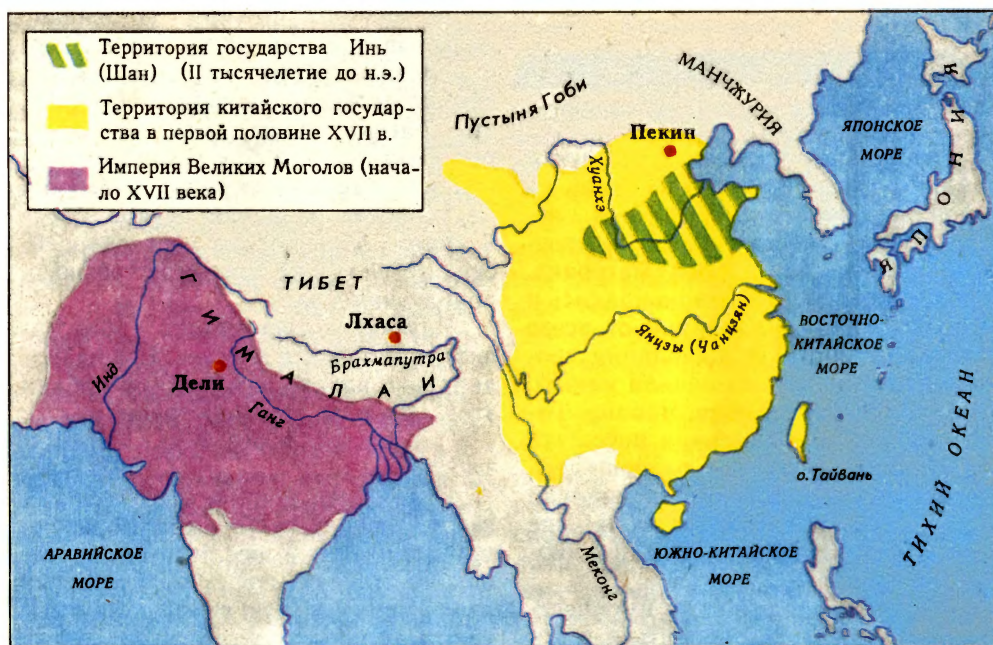 Территория государства Инь
(Шан) (II тысячелетие до н.э.)
Территория китайского государ-
ства в первой половине XVII в.
Империя Великих Моголов (нача-
ло XVII века)
Пустыня Гоби
МАНЧЖУРИЯ
Пекин
Хуанхэ
ЯПОНСКОЕ
МОРЕ
ЯПОНИЯ
ТИБЕТ
Лхаса
Брахмапутра
ГИМАЛАИ
Инд
Дели
Ганг
Янцзы (Чанцзян)
ВОСТОЧНО-
КИТАЙСКОЕ
МОРЕ
о.Тайвань
ТИХИЙ ОКЕАН
АРАВИЙСКОЕ
МОРЕ
Меконг
ЮЖНО-КИТАЙСКОЕ
МОРЕ